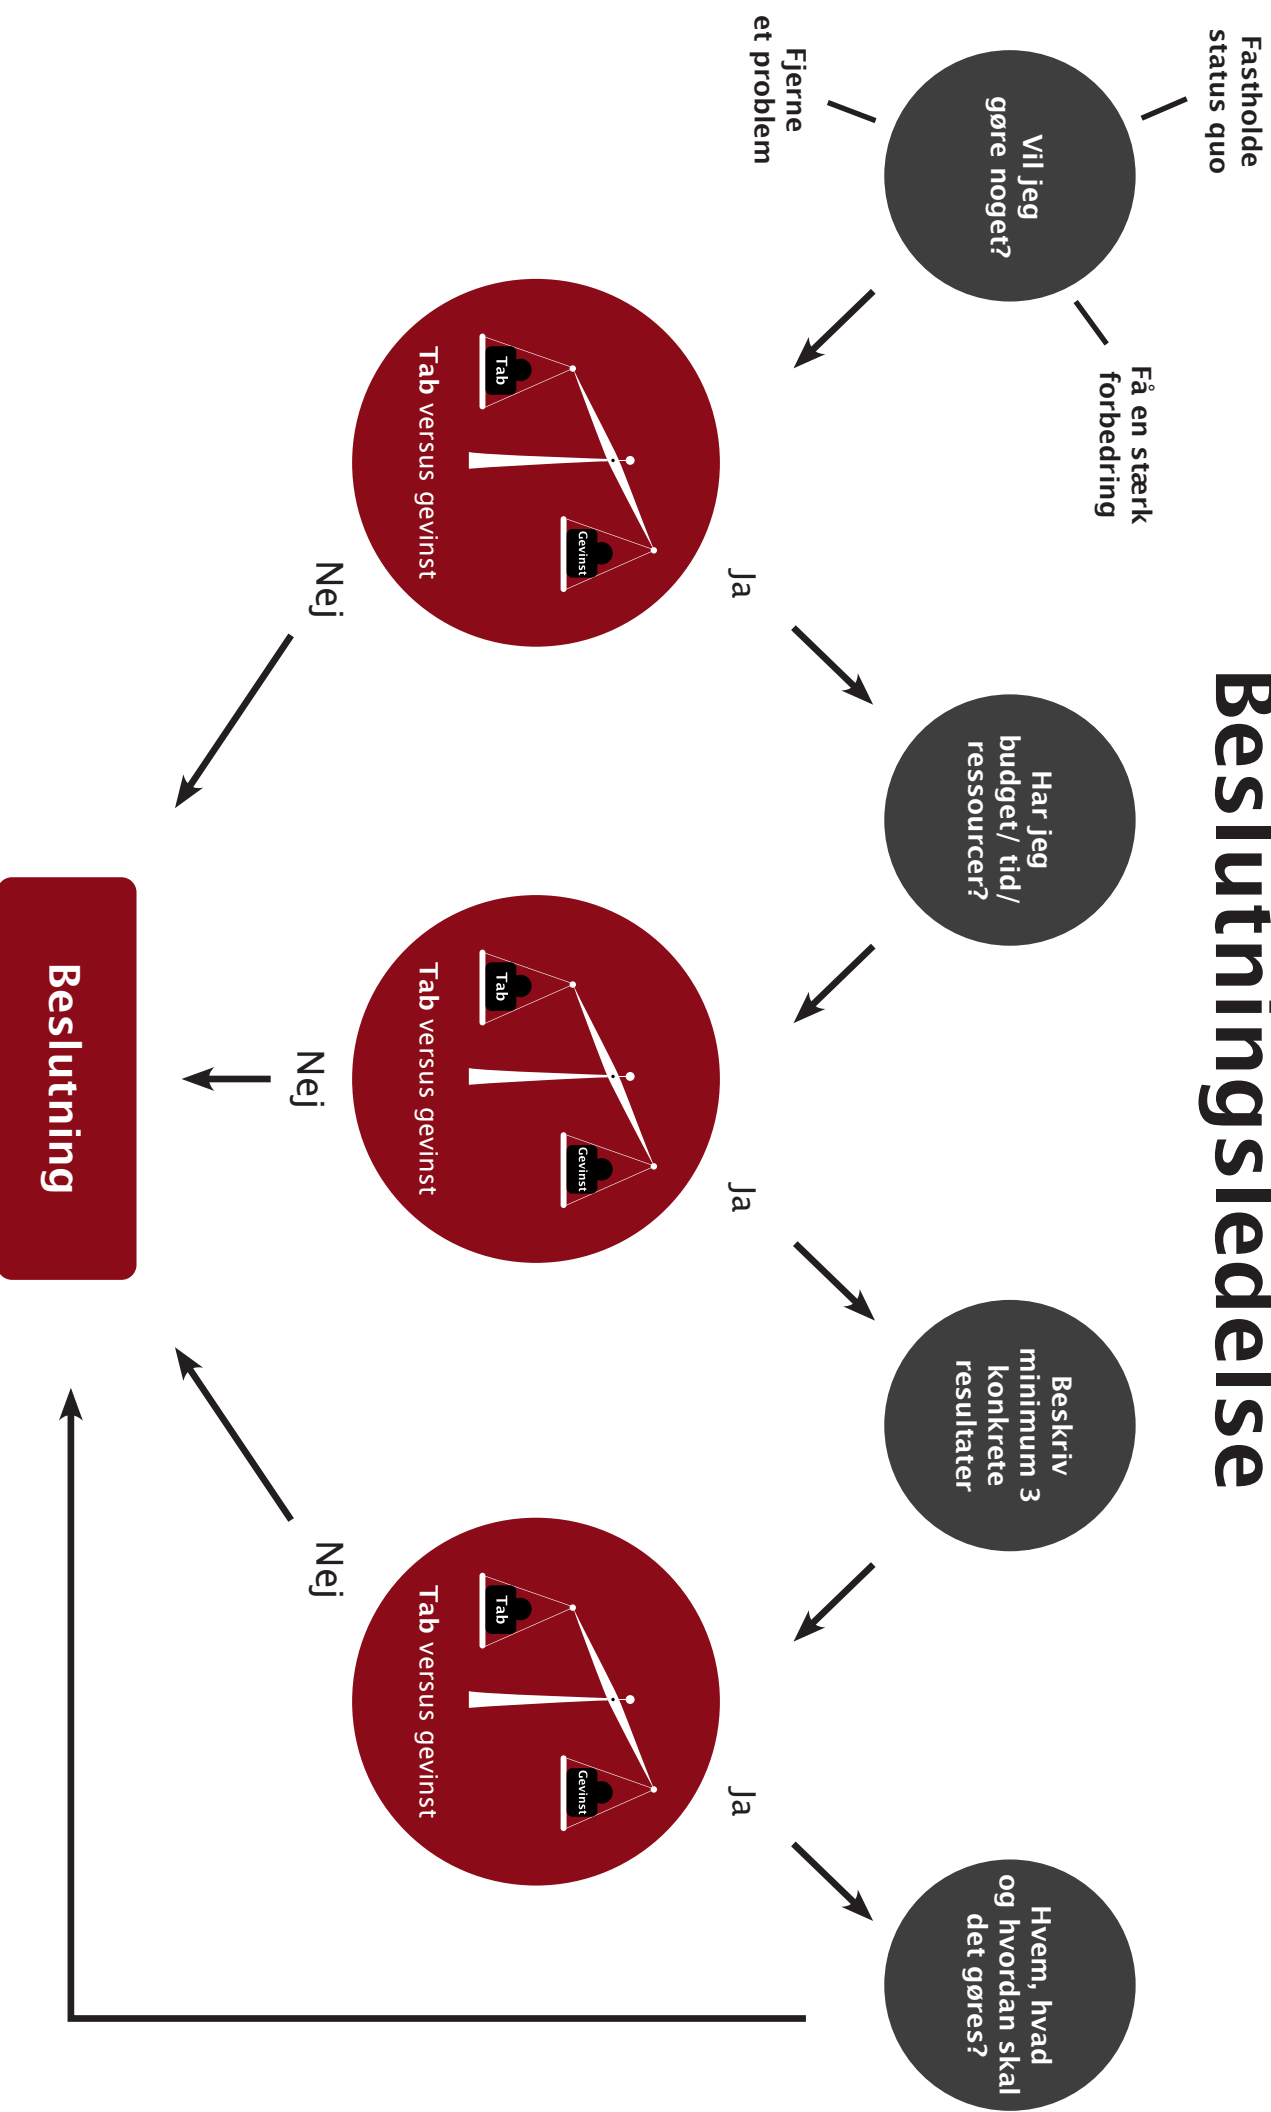 Beslutningsledelse
Fastholde
status quo
Vil jeg
gøre noget?
Fjerne
et problem
Få en stærk
forbedring
Tab
Gevinst
Tab versus gevinst
Ja
Nej
Har jeg
budget/ tid/
ressourcer?
Tab
Gevinst
Tab versus gevinst
Ja
Nej
Beskriv
minimum 3
konkrete
resultater
Tab
Gevinst
Tab versus gevinst
Ja
Nej
Hvem, hvad
og hvordan skal
det gøres?
Beslutning